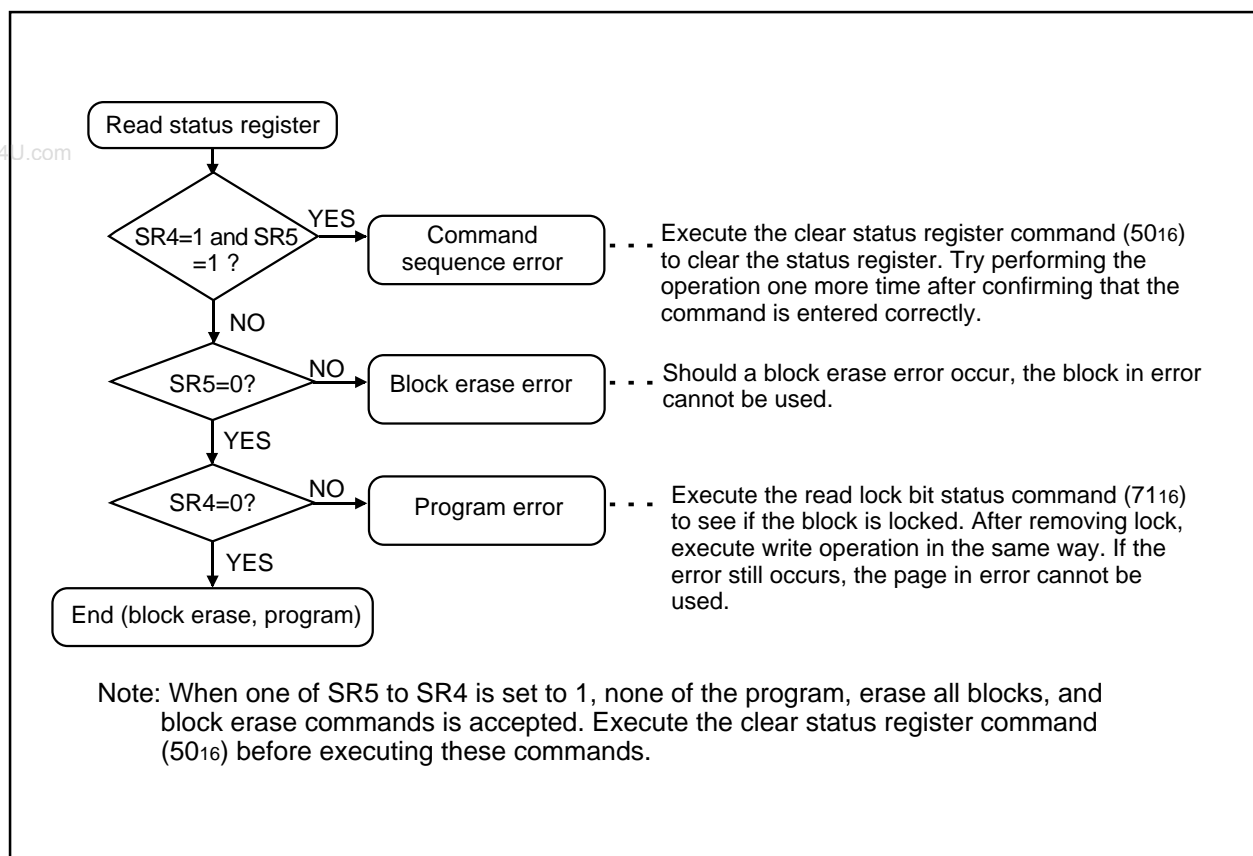 Read status register
4U.com
SR4=1 and SR5
=1 ?
YES
Command
sequence error
Execute the clear status register command (5016)
to clear the status register. Try performing the
operation one more time after confirming that the
command is entered correctly.
NO
SR5=0?
NO
Block erase error
Should a block erase error occur, the block in error
cannot be used.
YES
SR4=0?
NO
Program error
Execute the read lock bit status command (7116)
to see if the block is locked. After removing lock,
execute write operation in the same way. If the
error still occurs, the page in error cannot be
used.
YES
End (block erase, program)
Note: When one of SR5 to SR4 is set to 1, none of the program, erase all blocks, and
block erase commands is accepted. Execute the clear status register command
(5016) before executing these commands.